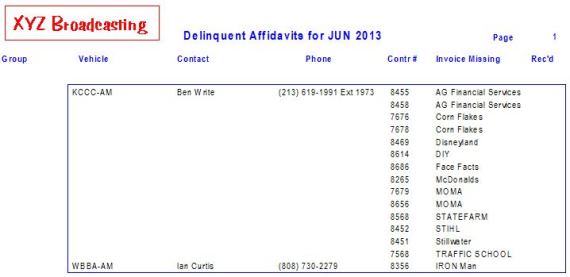 XYZ Broadcasting
Delinquent Affidavits for JUN 2013 Page 1
Group Vehicle Contact Phone Contr # Invoice Missing Rec'd
KCCC-AM Ben Write (213) 619-1991 Ext 1973 8455 AG Financial Services
8458 AG Financial Services
7676 Corn Flakes
7678 Corn Flakes
8469 Disneyland
8614 DIY
8686 Face Facts
8265 McDonalds
7679 MOMA
8656 MOMA
8568 STATEFARM
8452 STIHL
8451 Stillwater
7568 TRAFFIC SCHOOL
WBBA-AM Ian Curtis (808) 730-2279 8356 IRON Man